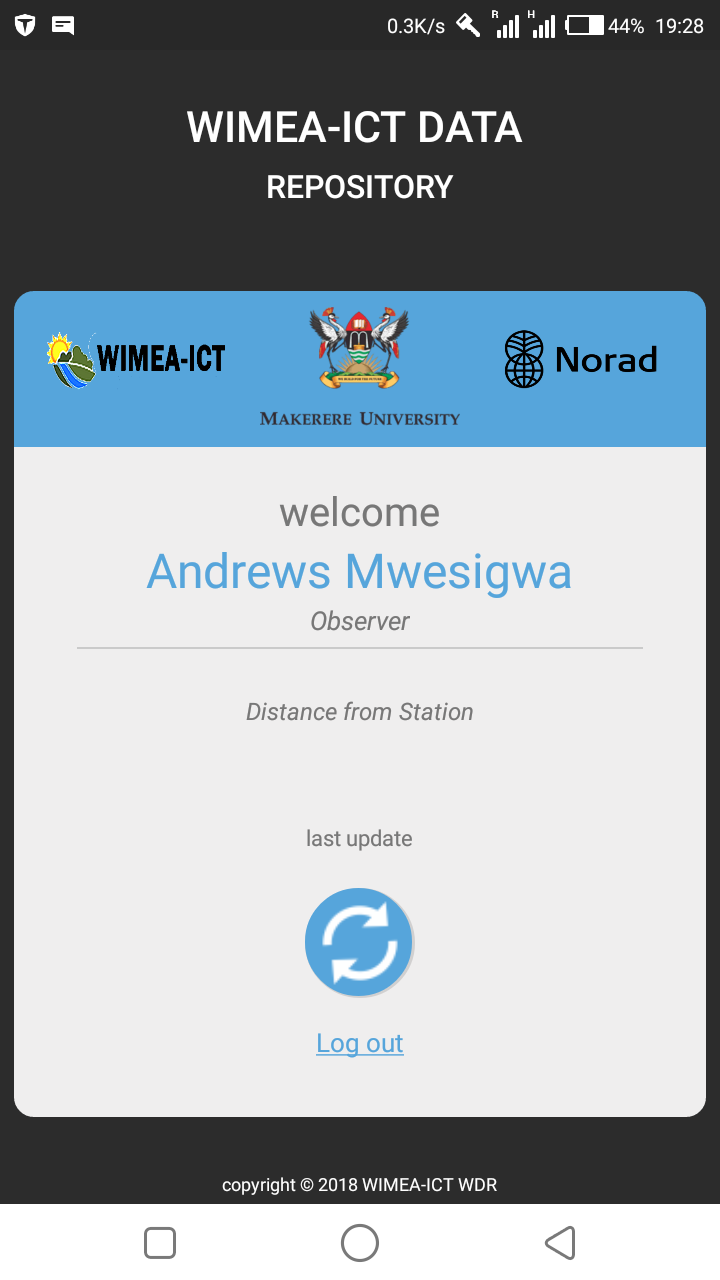 0.3K/s R H 44% 19:28
WIMEA-ICT DATA
REPOSITORY
WIMEA-ICT
Norad
MAKERERE UNIVERSITY
welcome
Andrews Mwesigwa
Observer
Distance from Station
last update
Log out
copyright © 2018 WIMEA-ICT WDR